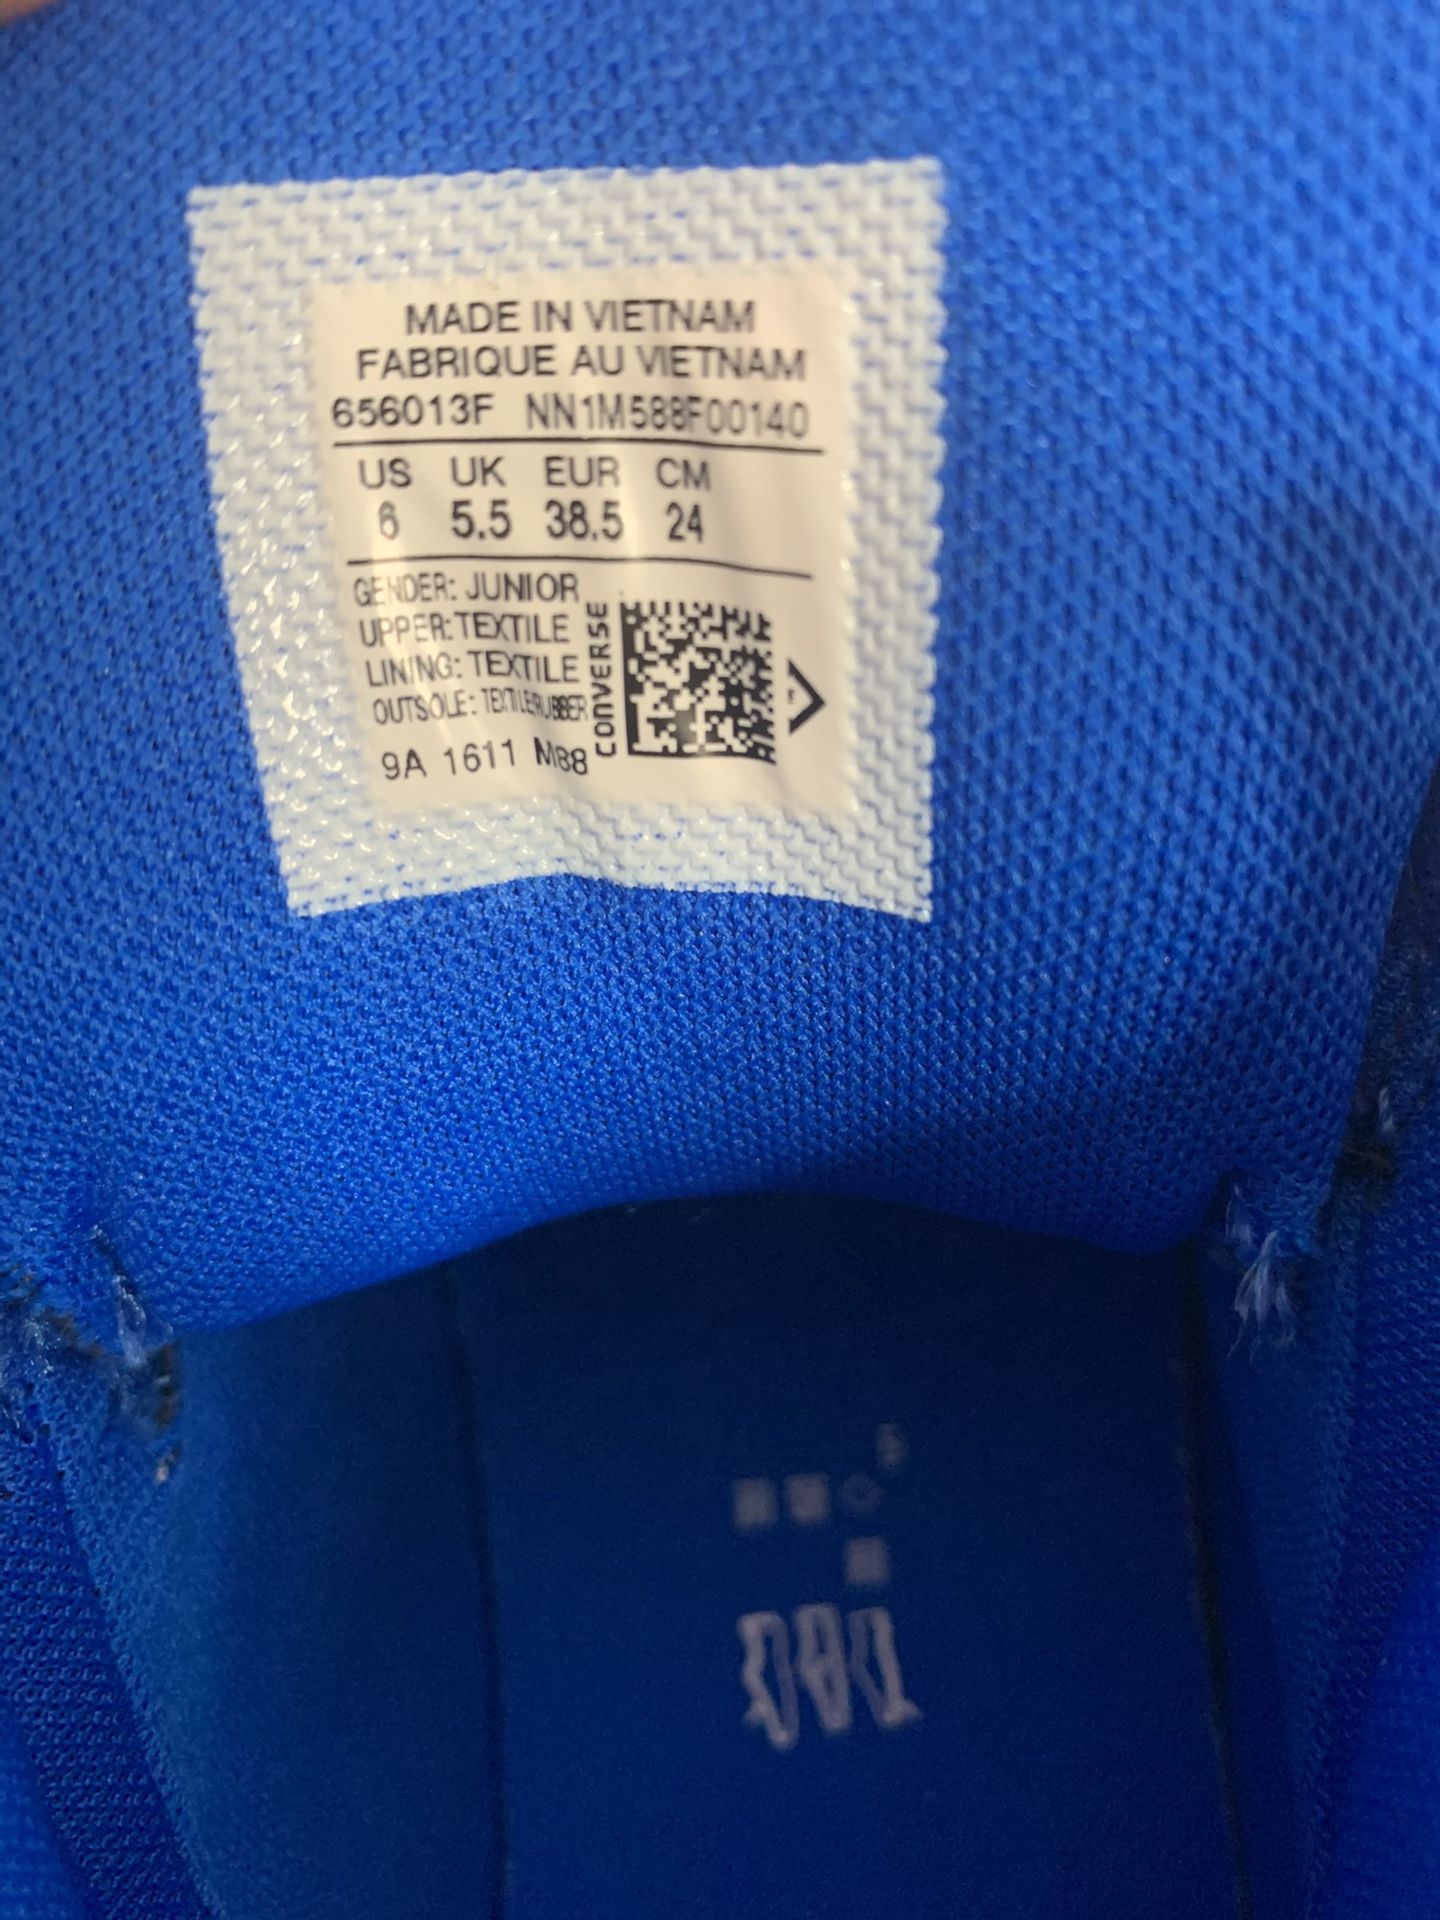 MADE IN VIETNAM
FABRIQUE AU VIETNAM
656013F NN1M588F00140
US UK EUR CM
6 5.5 38.5 24
GENDER: JUNIOR
UPPER: TEXTILE
LINING: TEXTILE
OUTSOLE: TEXTILE/RUBBER
9A 1611 M88
CONVERSE